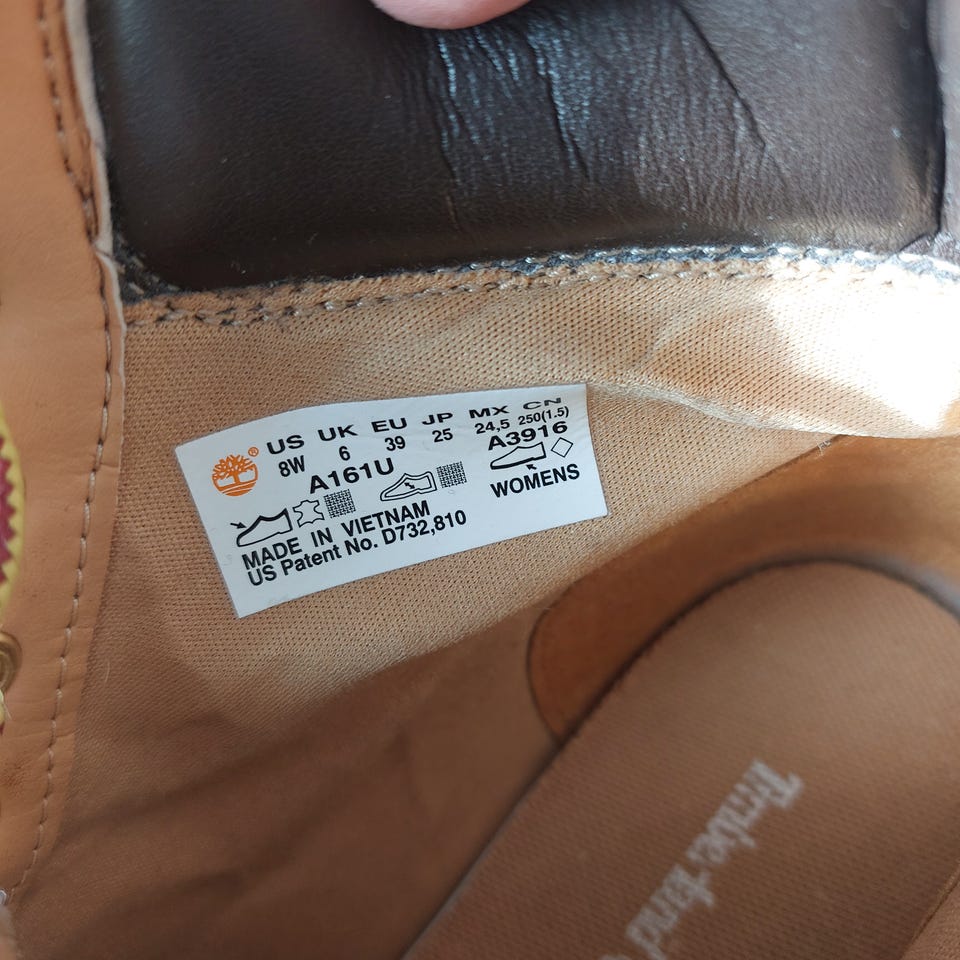 US UK EU JP MX CN
8W 6 39 25 24,5 250(1.5)
A161U A3916
WOMENS
MADE IN VIETNAM
US Patent No. D732,810
®
Timberland